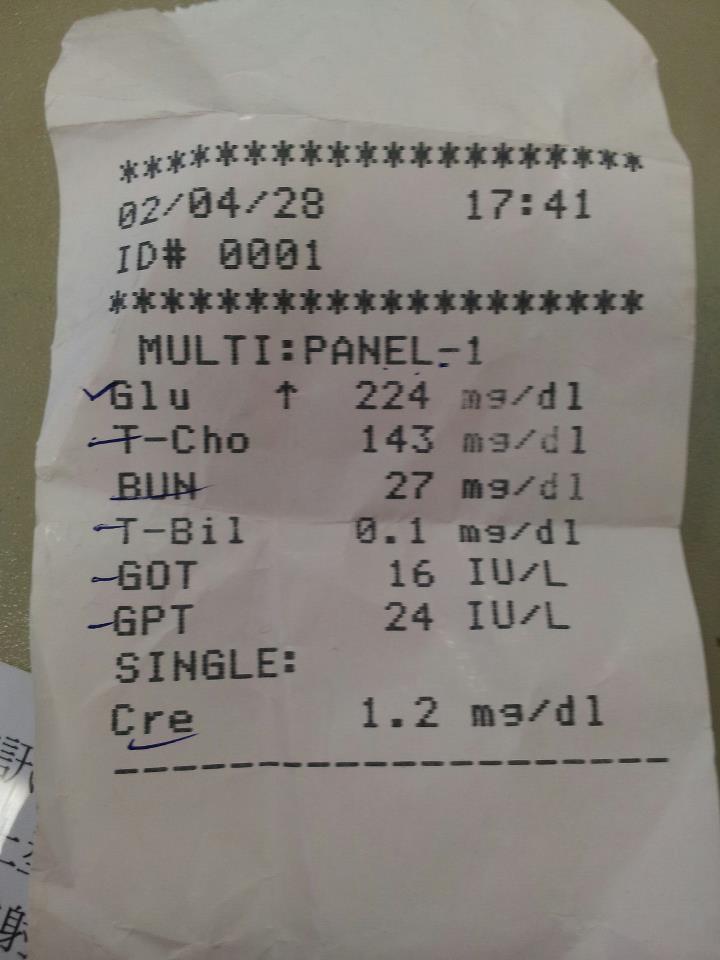 *******************
02/04/28 17:41
ID# 0001
********************
MULTI:PANEL-1
Glu ↑ 224 mg/dl
T-Cho 143 mg/dl
BUN 27 mg/dl
T-Bil 0.1 mg/dl
GOT 16 IU/L
GPT 24 IU/L
SINGLE:
Cre 1.2 mg/dl
--------------------